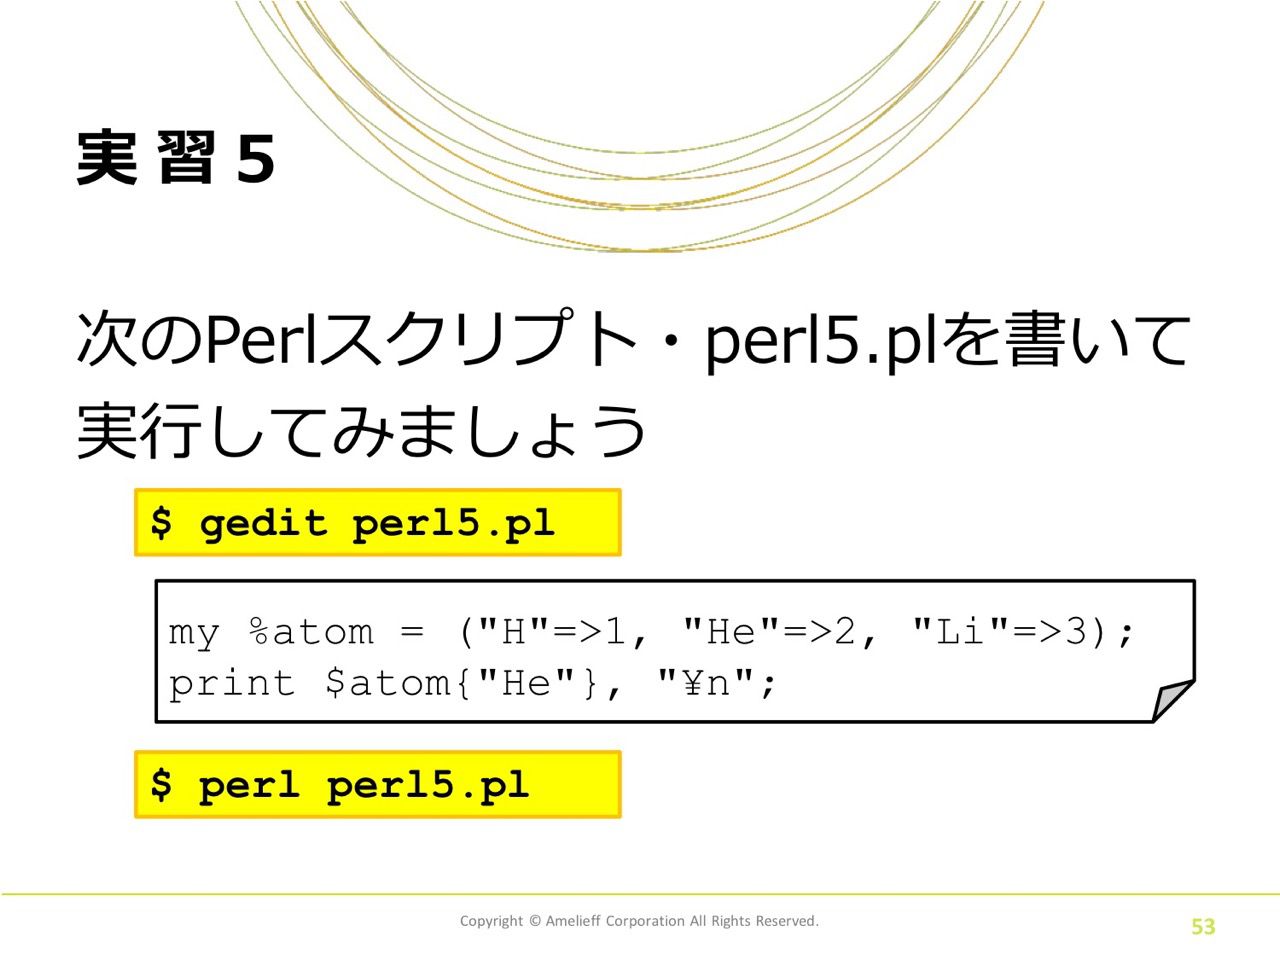 実習５
次のPerlスクリプト・perl5.plを書いて
実行してみましょう
$ gedit perl5.pl
my %atom = ("H"=>1, "He"=>2, "Li"=>3);
print $atom{"He"}, "¥n";
$ perl perl5.pl
Copyright © Amelieff Corporation All Rights Reserved.
53